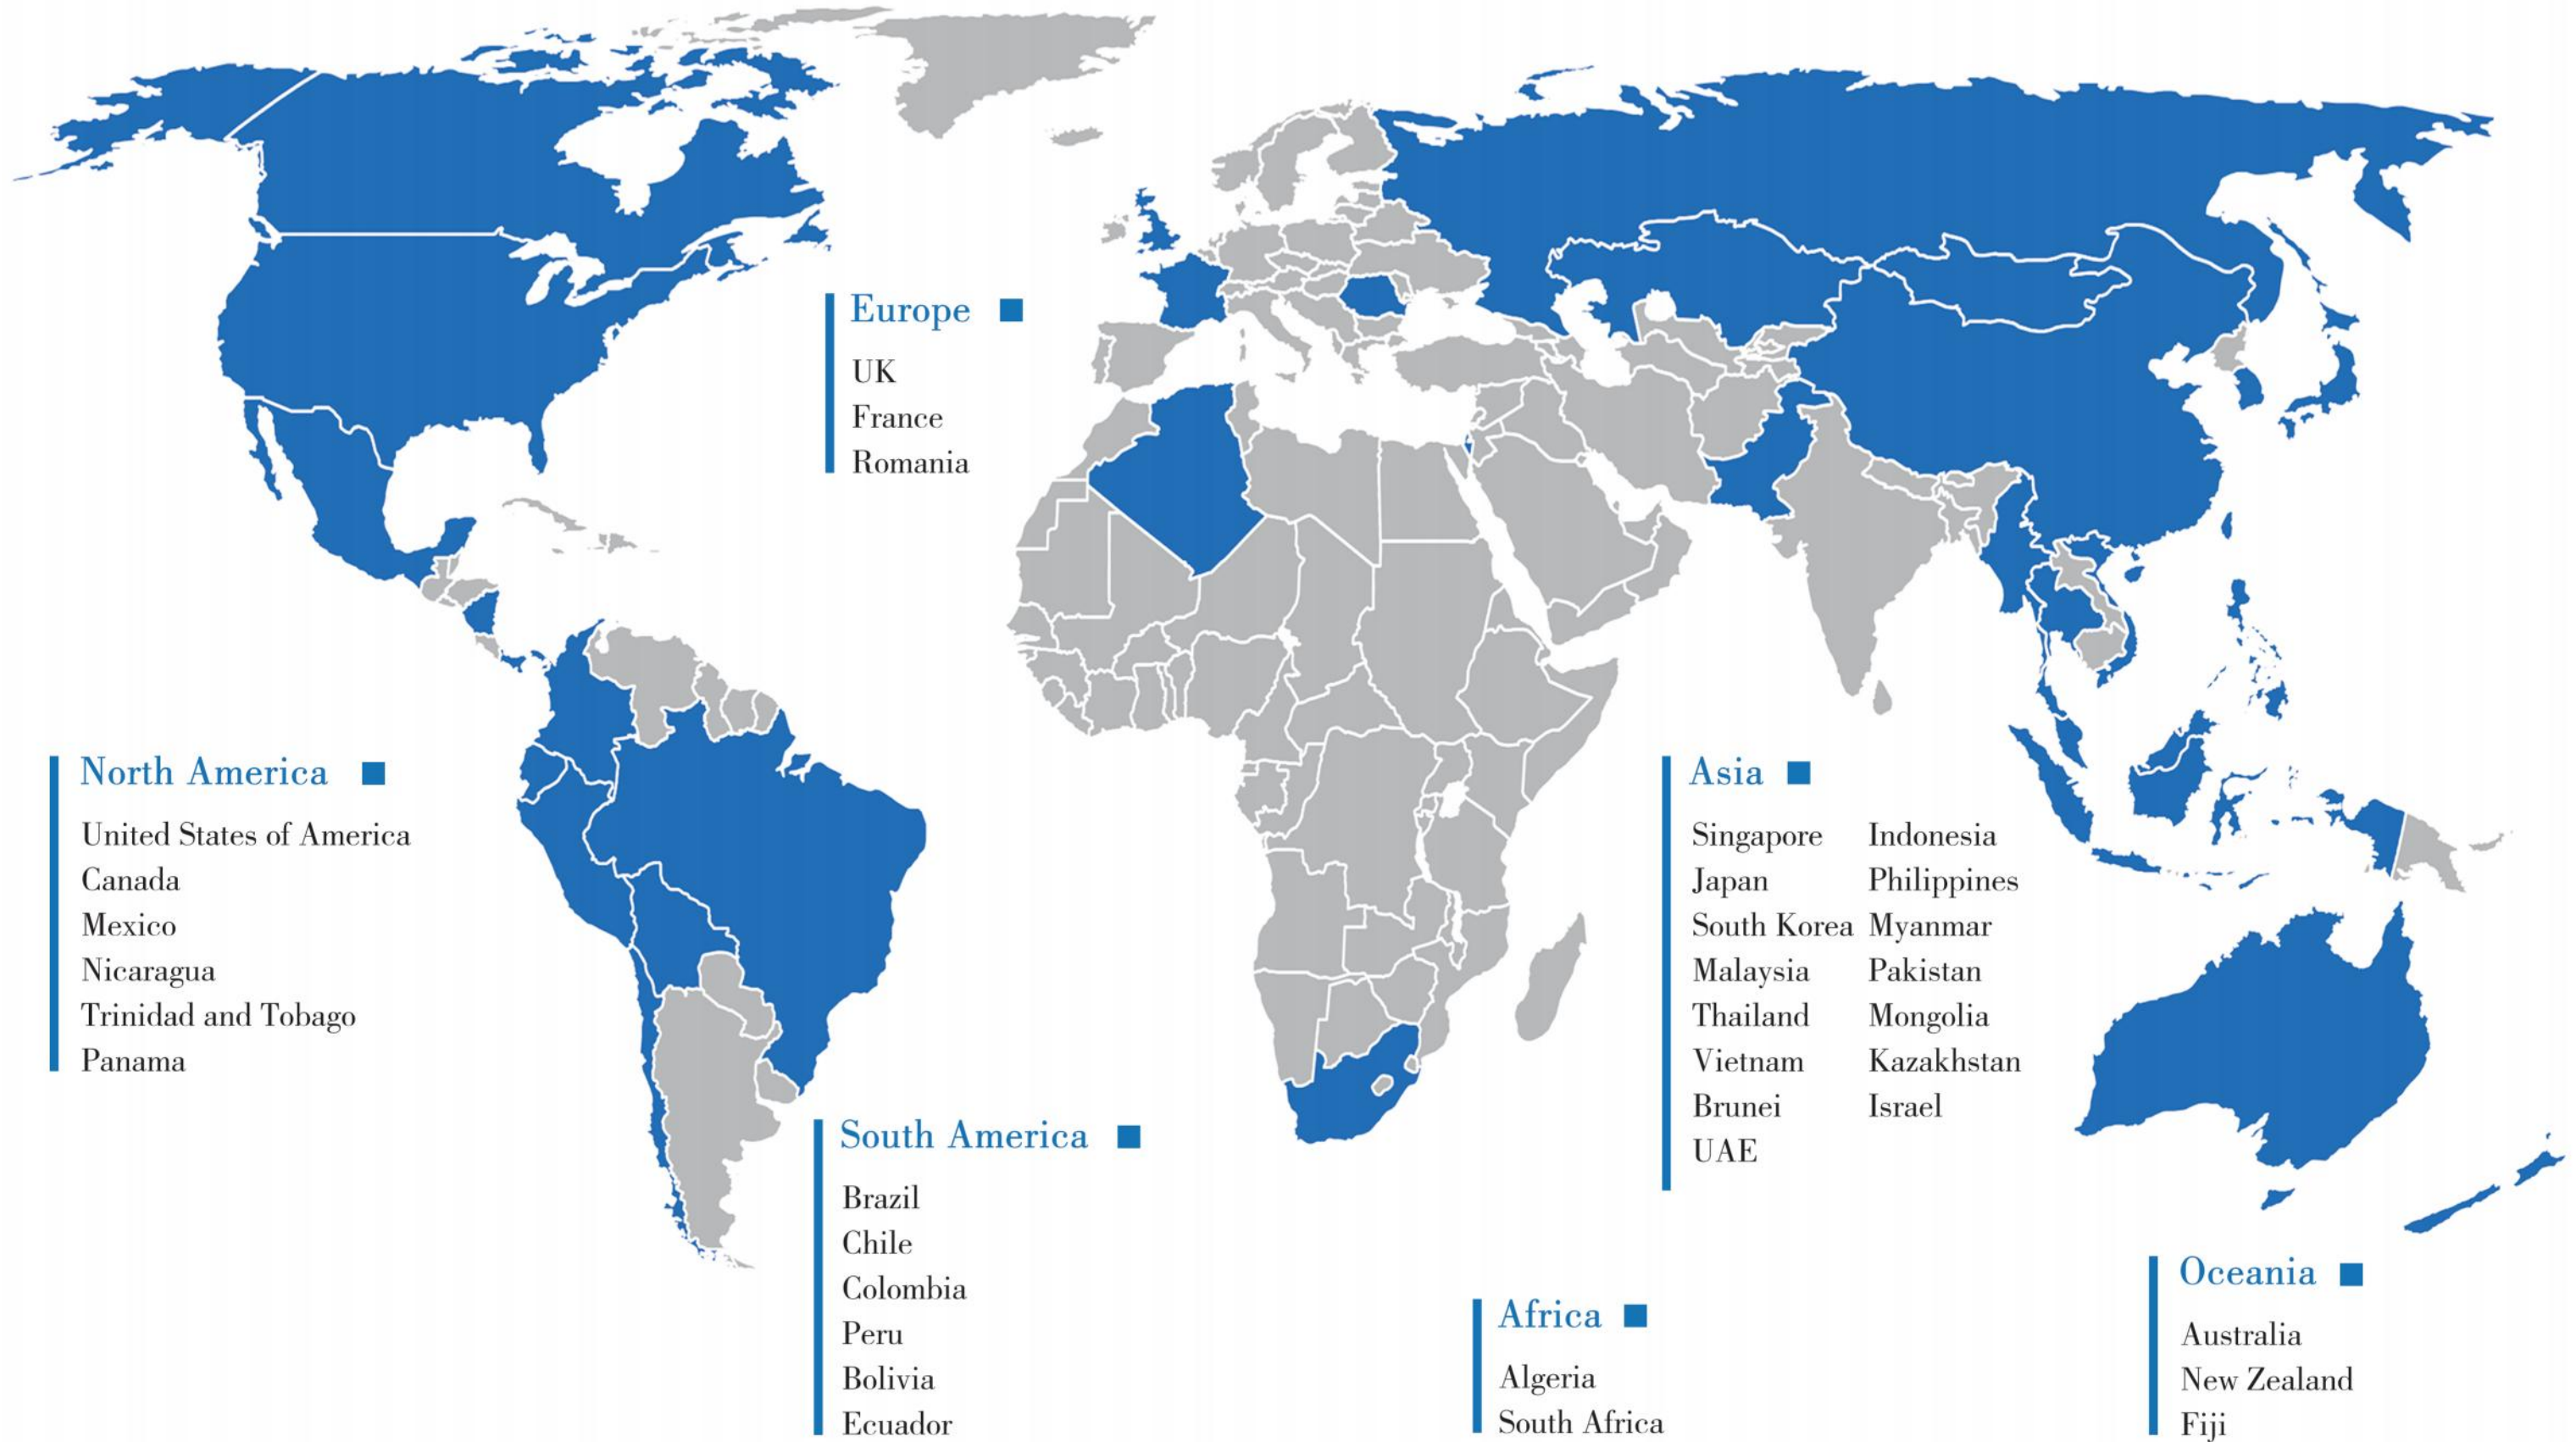 Europe
UK
France
Romania
North America
United States of America
Canada
Mexico
Nicaragua
Trinidad and Tobago
Panama
South America
Brazil
Chile
Colombia
Peru
Bolivia
Ecuador
Asia
Singapore Indonesia
Japan Philippines
South Korea Myanmar
Malaysia Pakistan
Thailand Mongolia
Vietnam Kazakhstan
Brunei Israel
UAE
Africa
Algeria
South Africa
Oceania
Australia
New Zealand
Fiji